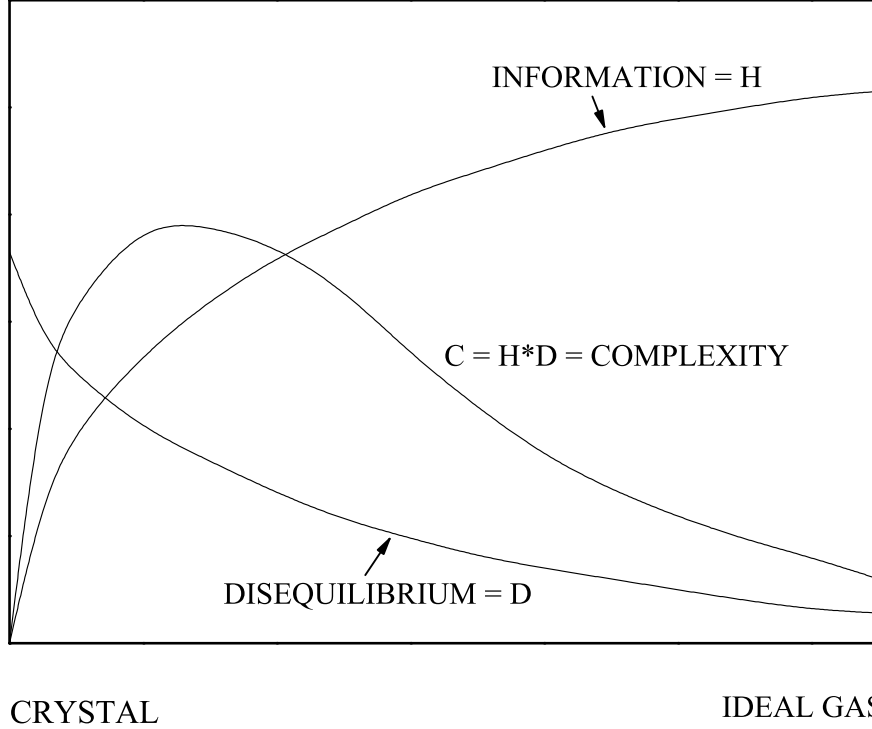 INFORMATION = H
C = H*D = COMPLEXITY
DISEQUILIBRIUM = D
CRYSTAL
IDEAL GAS